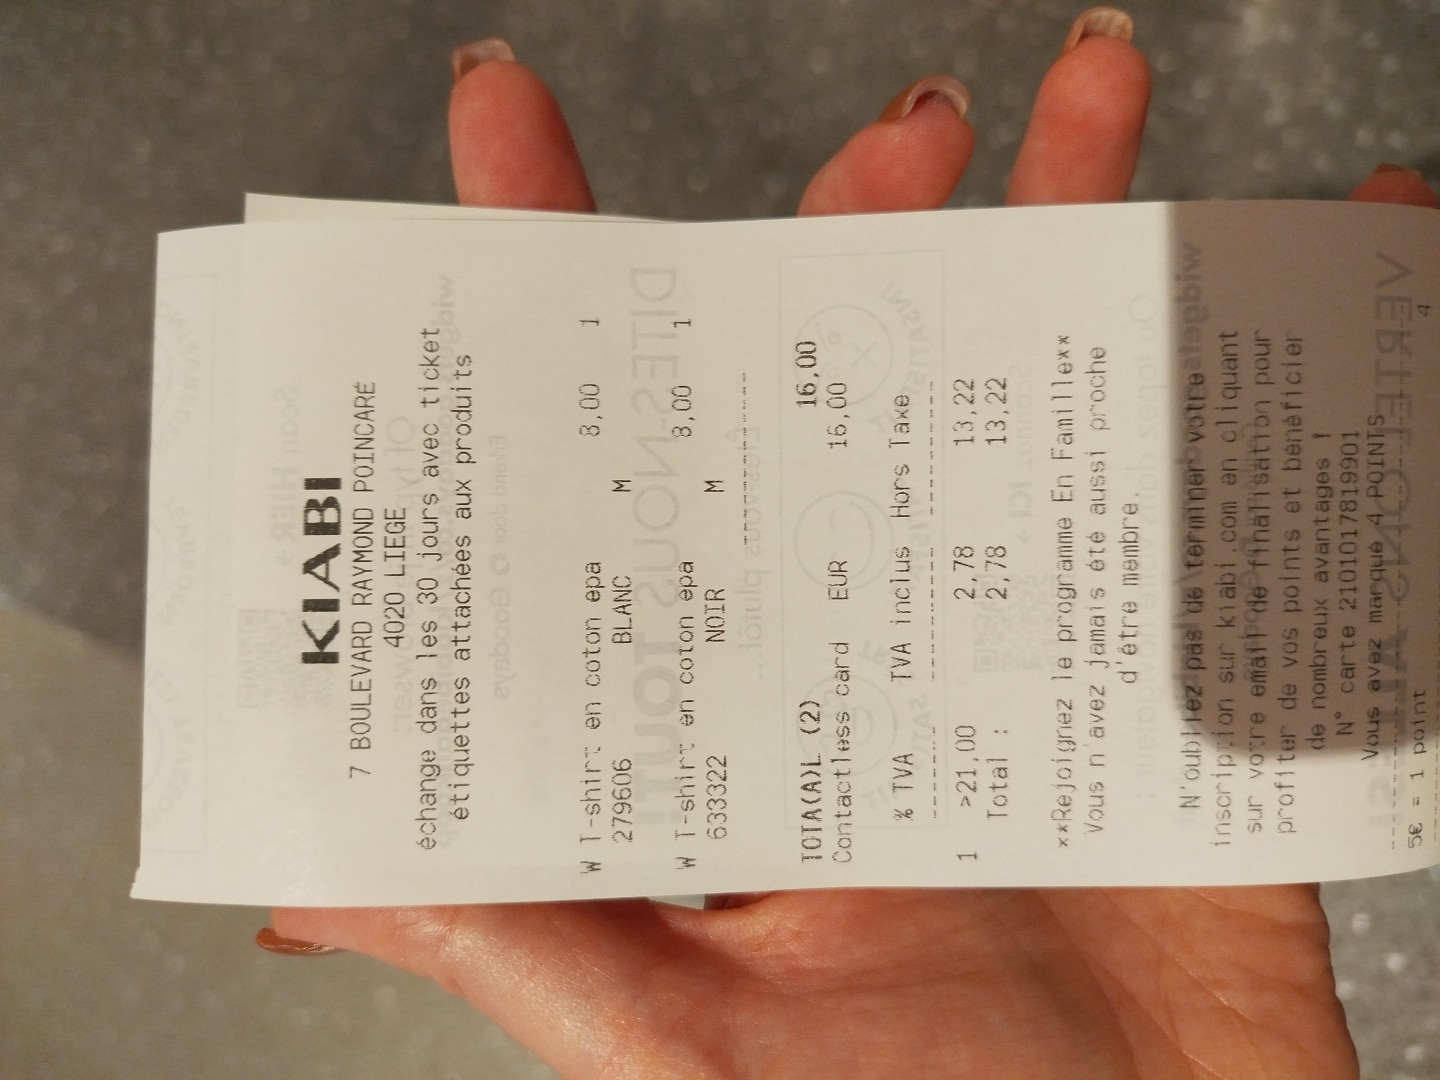 KIABI
7 BOULEVARD RAYMOND POINCARÉ
4020 LIEGE
échange dans les 30 jours avec ticket
étiquettes attachées aux produits
W T-shirt en coton epa 8,00 1
279606 BLANC M
W T-shirt en coton epa 8,00 1
633322 NOIR M
TOTA(A)L (2) 16,00
Contactless card EUR 16,00
% TVA TVA inclus Hors Taxe
1 >21,00 2,78 13,22
Total : 2,78 13,22
**Rejoignez le programme En Famille**
Vous n'avez jamais été aussi proche
d'être membre.
N'oubliez pas de terminer votre
inscription sur kiabi.com en cliquant
sur votre email de finalisation pour
profiter de vos points et bénéficier
de nombreux avantages !
N° carte 2101017819901
Vous avez marqué 4 POINTS
5€ = 1 point 4